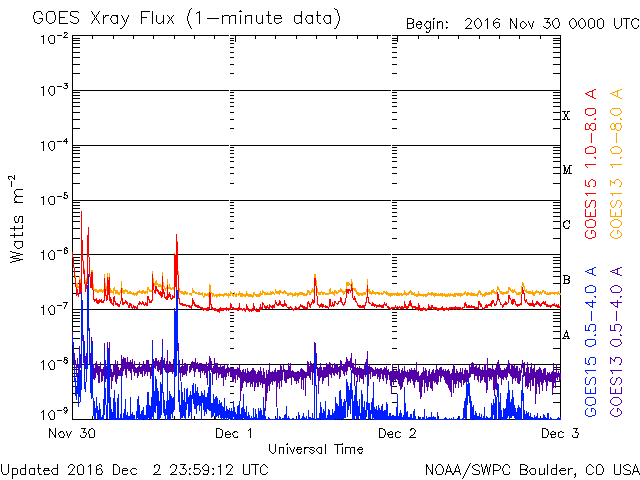 GOES Xray Flux (1-minute data)
Begin: 2016 Nov 30 0000 UTC
10-2
10-3
10-4
10-5
10-6
10-7
10-8
10-9
Watts m-2
X
M
C
B
A
GOES15 1.0-8.0 A
GOES13 1.0-8.0 A
GOES15 0.5-4.0 A
GOES13 0.5-4.0 A
Nov 30
Dec 1
Dec 2
Dec 3
Universal Time
Updated 2016 Dec 2 23:59:12 UTC
NOAA/SWPC Boulder, CO USA